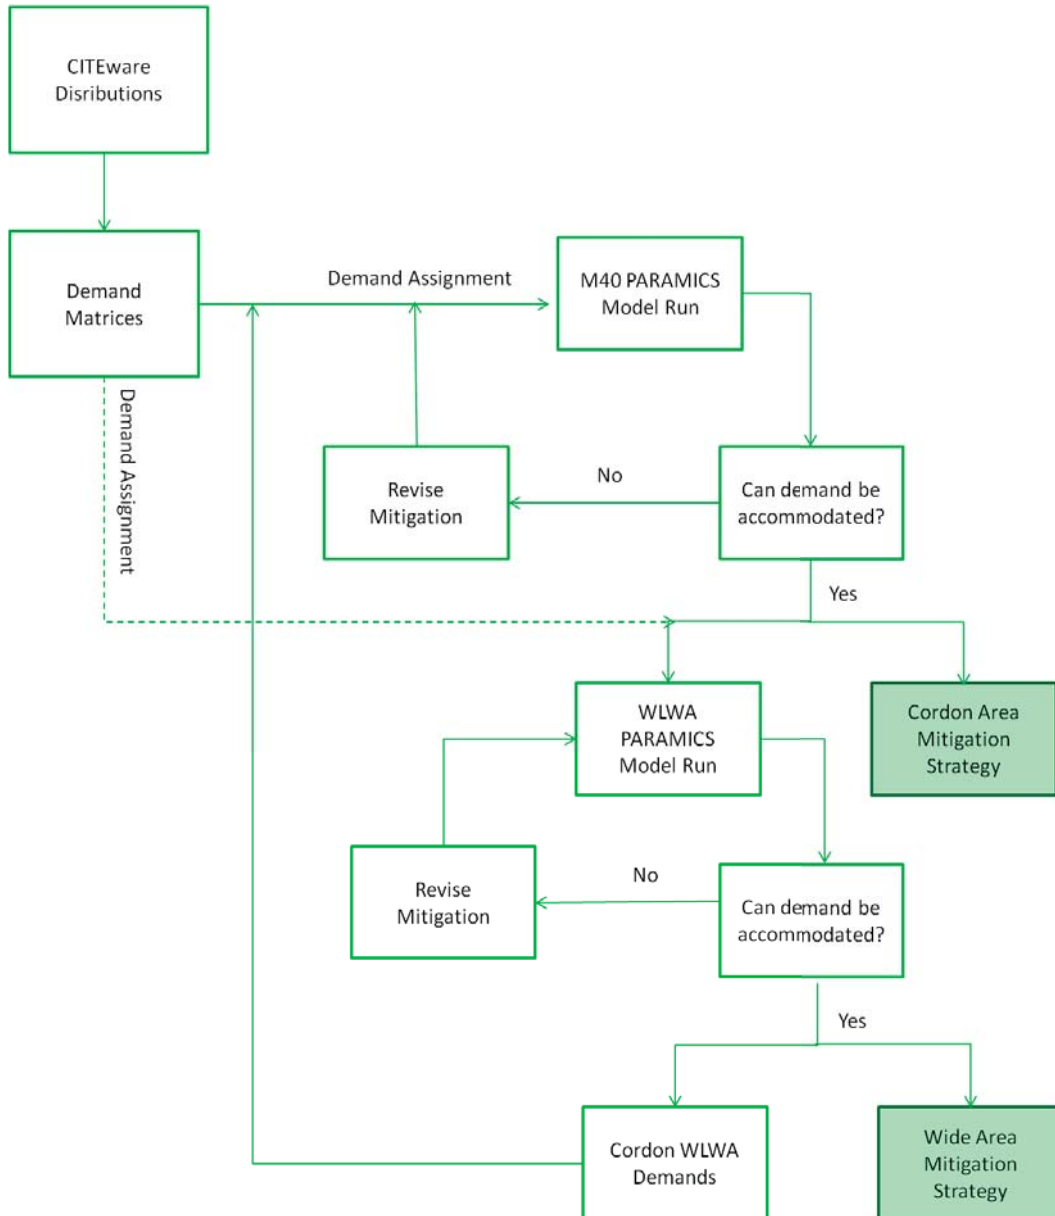 CITEware
Disributions
Demand
Matrices
Demand Assignment
M40 PARAMICS
Model Run
Demand Assignment
Revise
Mitigation
No
Can demand be
accommodated?
Yes
WLWA
PARAMICS
Model Run
Cordon Area
Mitigation
Strategy
Revise
Mitigation
No
Can demand be
accommodated?
Yes
Cordon WLWA
Demands
Wide Area
Mitigation
Strategy